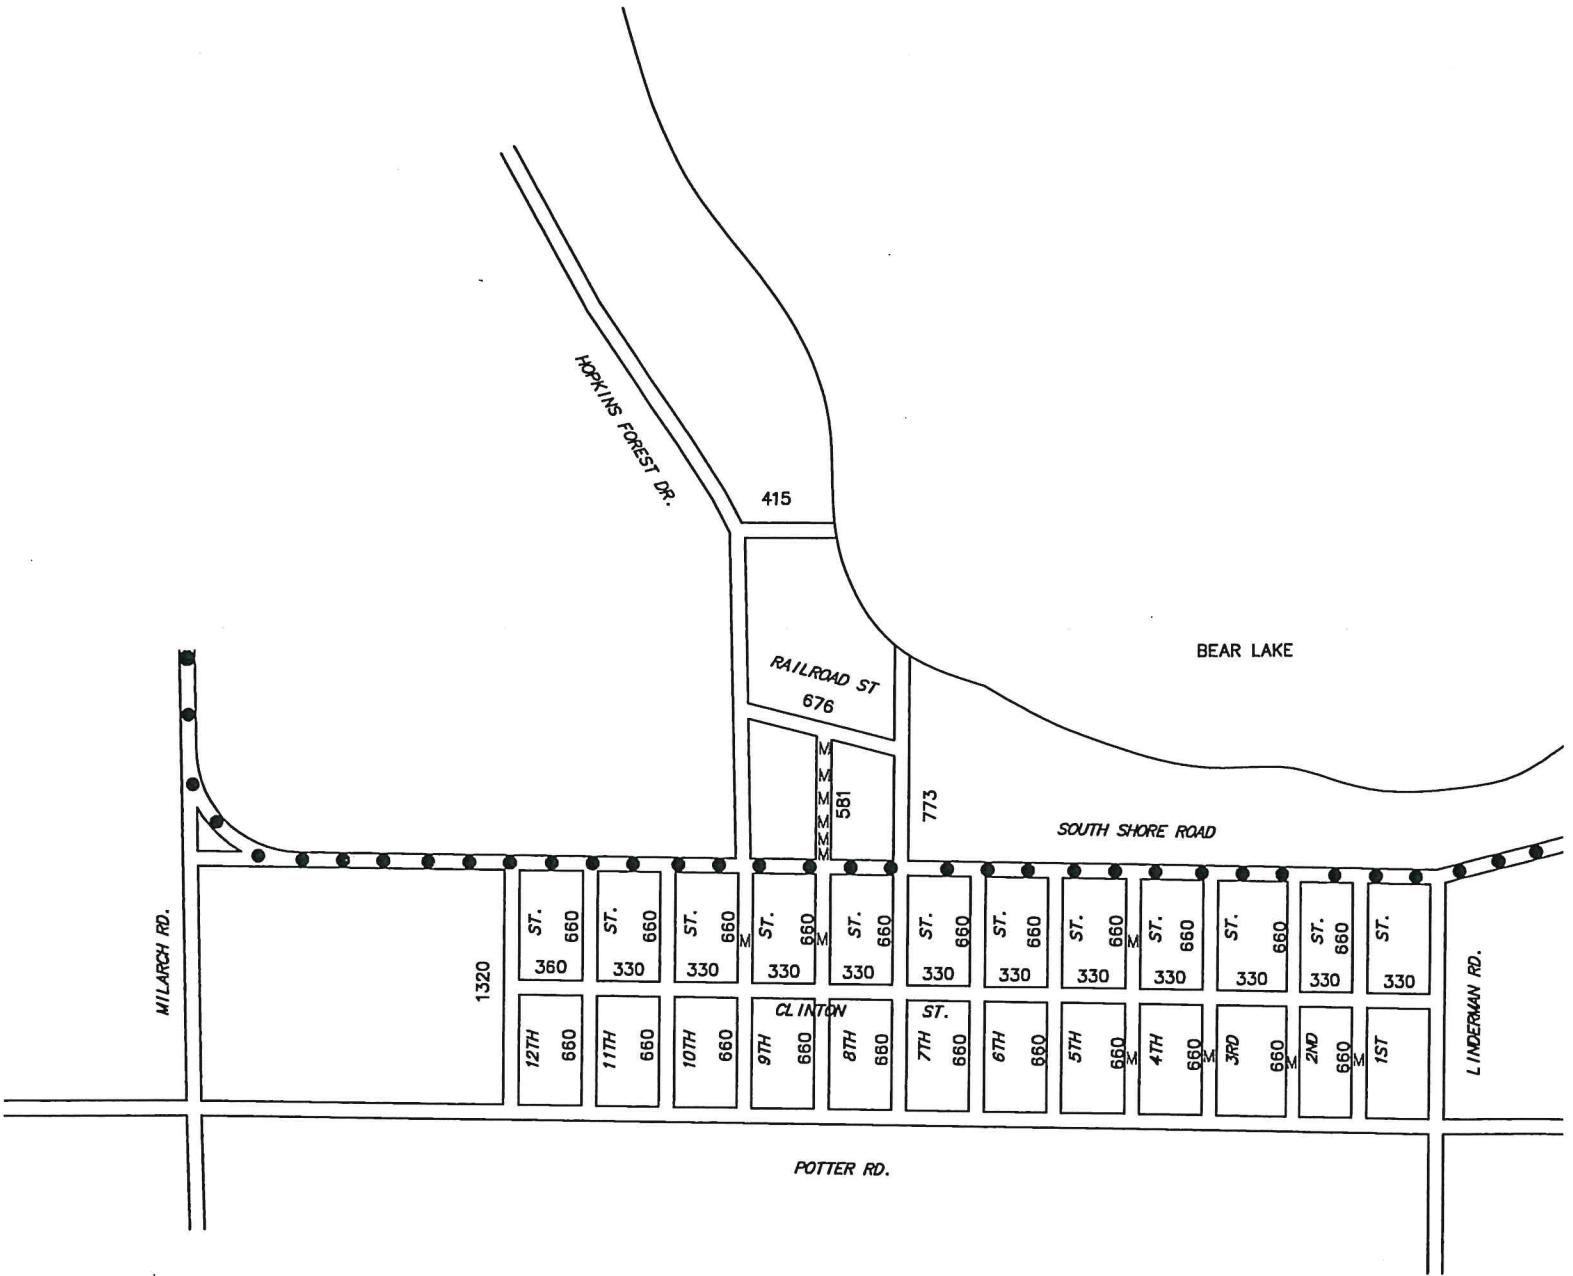 HOPKINS FOREST DR.
415
BEAR LAKE
RAILROAD ST
676
M
M
M
M
M
M
581
773
SOUTH SHORE ROAD
MILARCH RD.
1320
ST. 660 ST. 660 ST. 660 M ST. 660 M ST. 660 ST. 660 ST. 660 ST. 660 M ST. 660 ST. 660 ST. 660 ST.
360 330 330 330 330 330 330 330 330 330 330 330
CLINTON ST.
12TH 660 11TH 660 10TH 660 9TH 660 8TH 660 7TH 660 6TH 660 5TH 660 M 4TH 660 M 3RD 660 M 2ND 660 M 1ST
LINDERMAN RD.
POTTER RD.